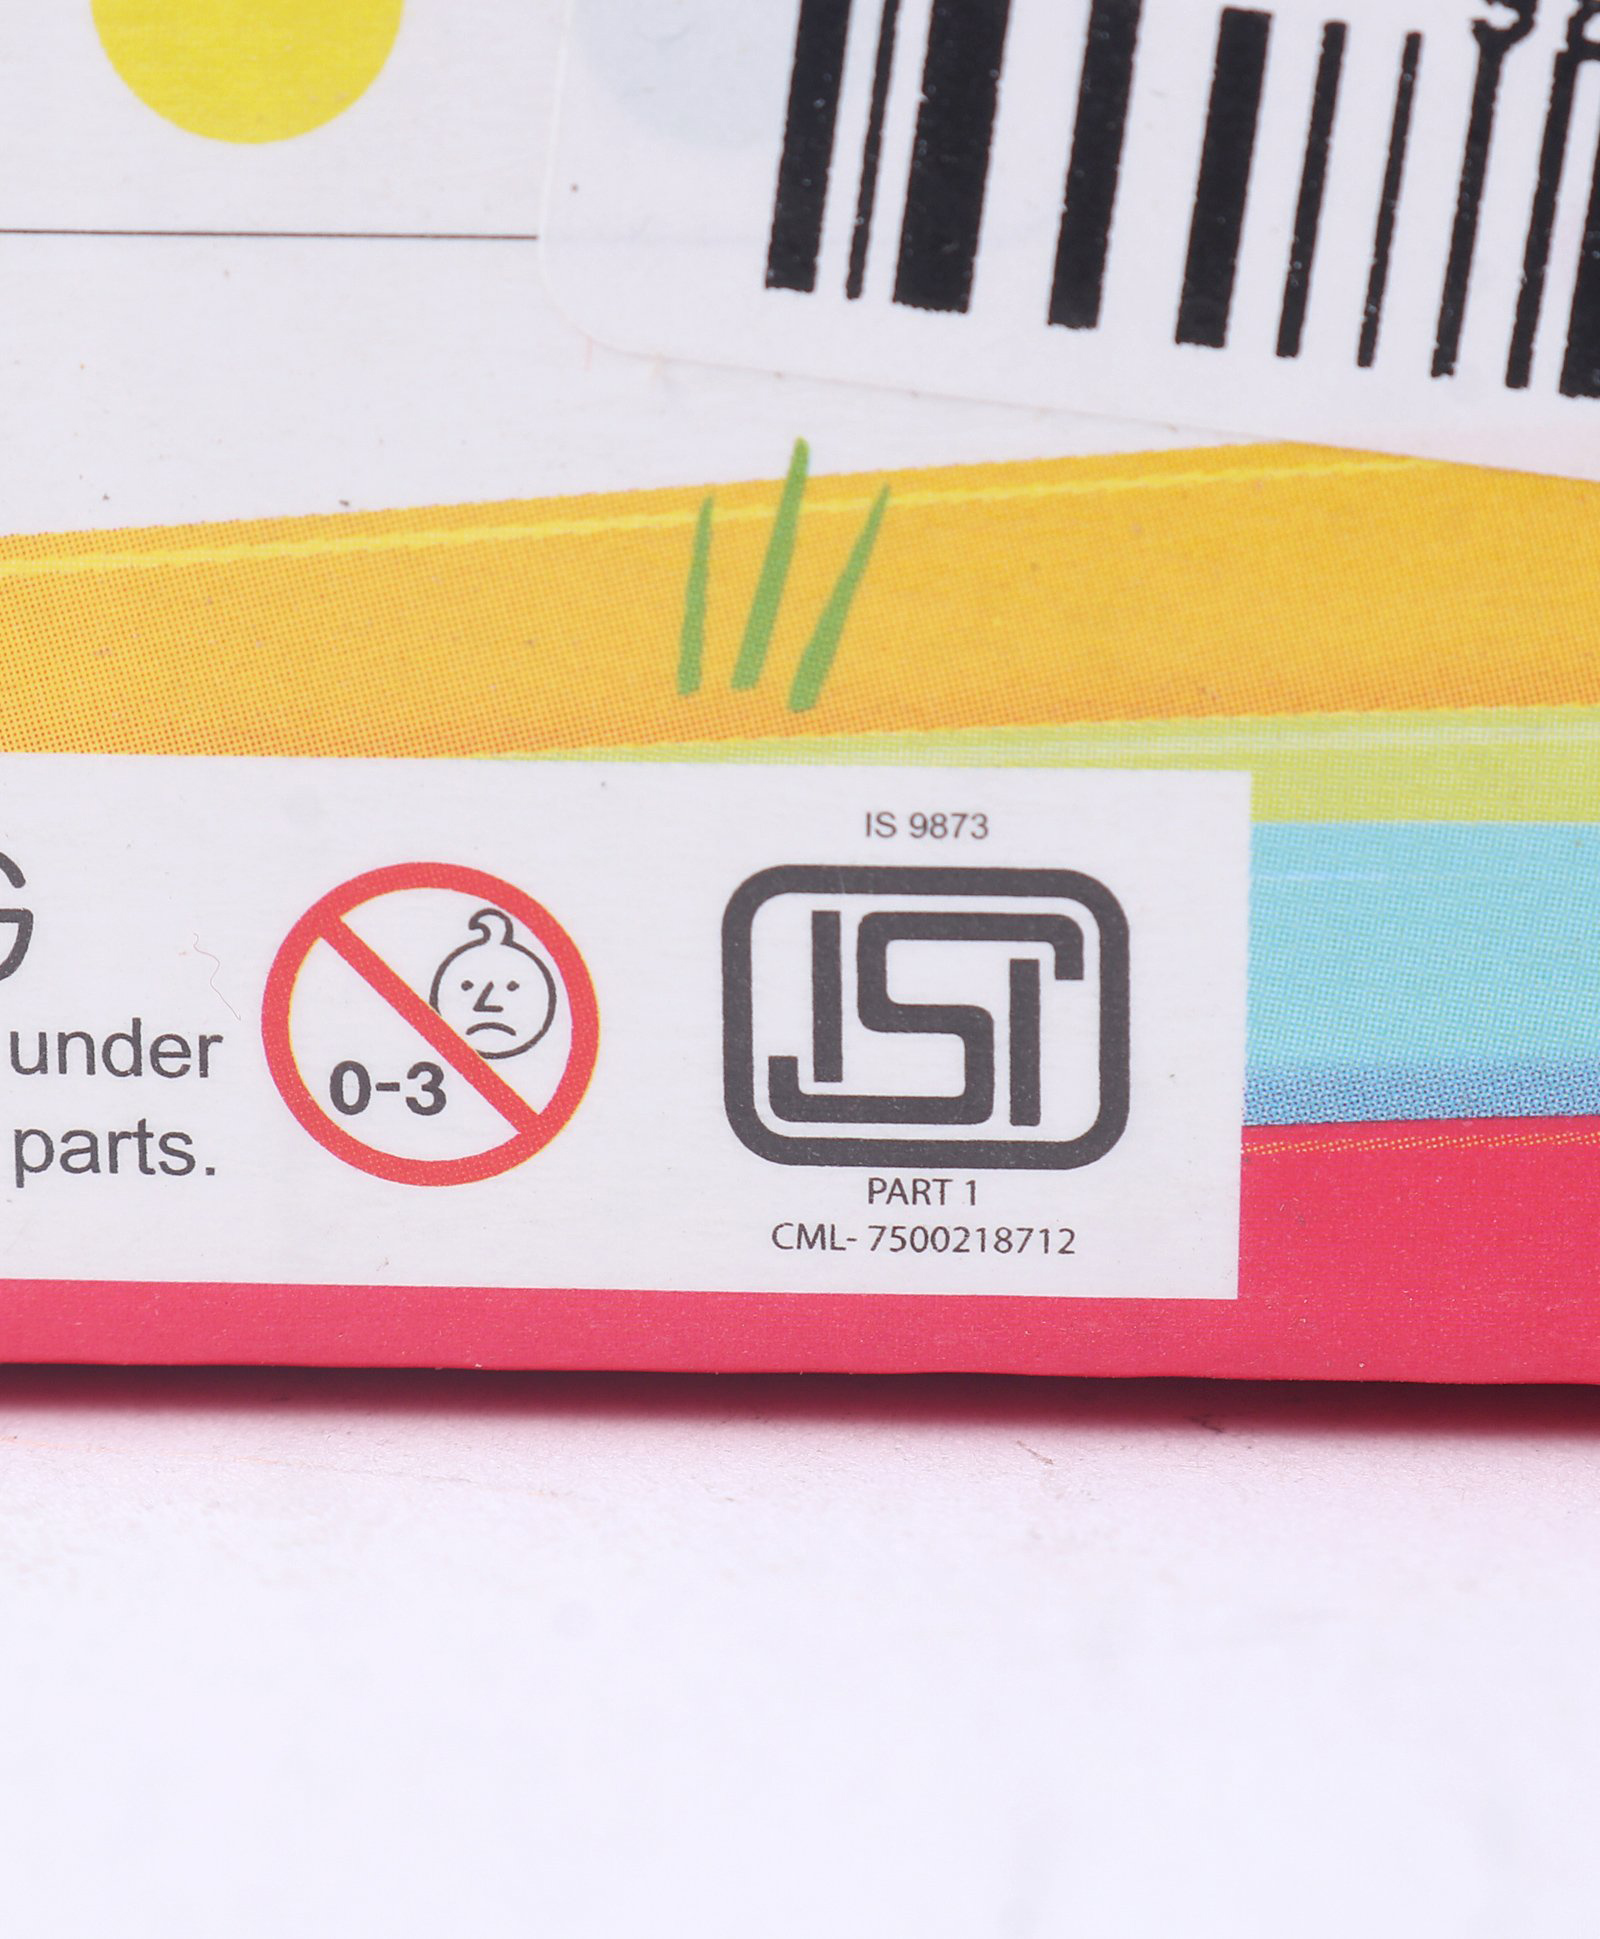 IS 9873
ISI
under
0-3
parts.
PART 1
CML- 7500218712